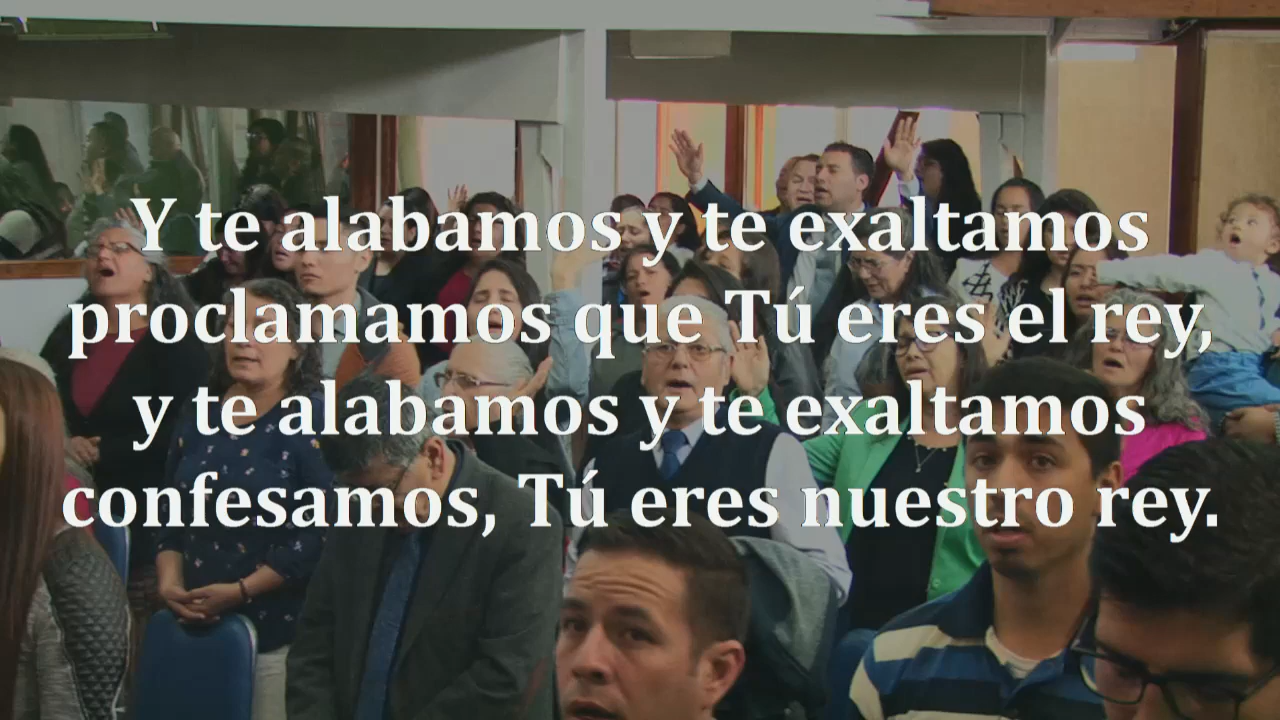 Y te alabamos y te exaltamos
proclamamos que Tú eres el rey,
y te alabamos y te exaltamos
confesamos, Tú eres nuestro rey.